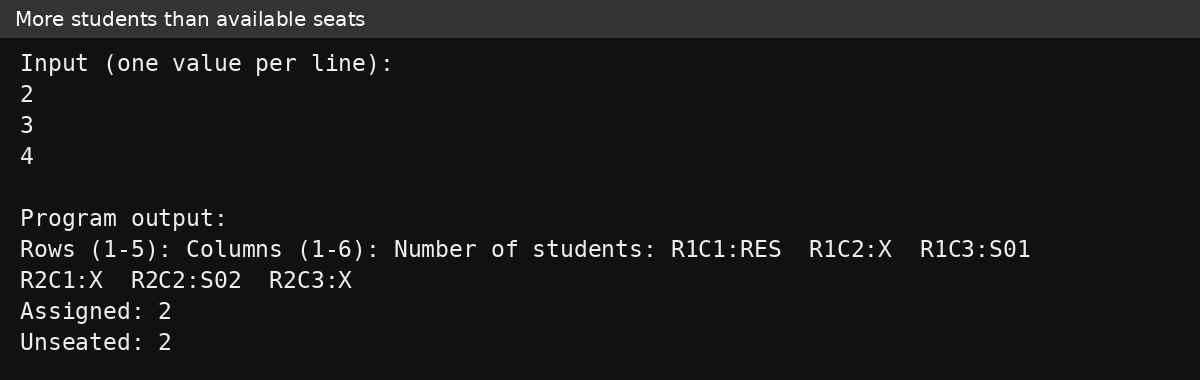 More students than available seats
Input (one value per line):
2
3
4
Program output:
Rows (1-5): Columns (1-6): Number of students: R1C1:RES  R1C2:X  R1C3:S01
R2C1:X  R2C2:S02  R2C3:X
Assigned: 2
Unseated: 2